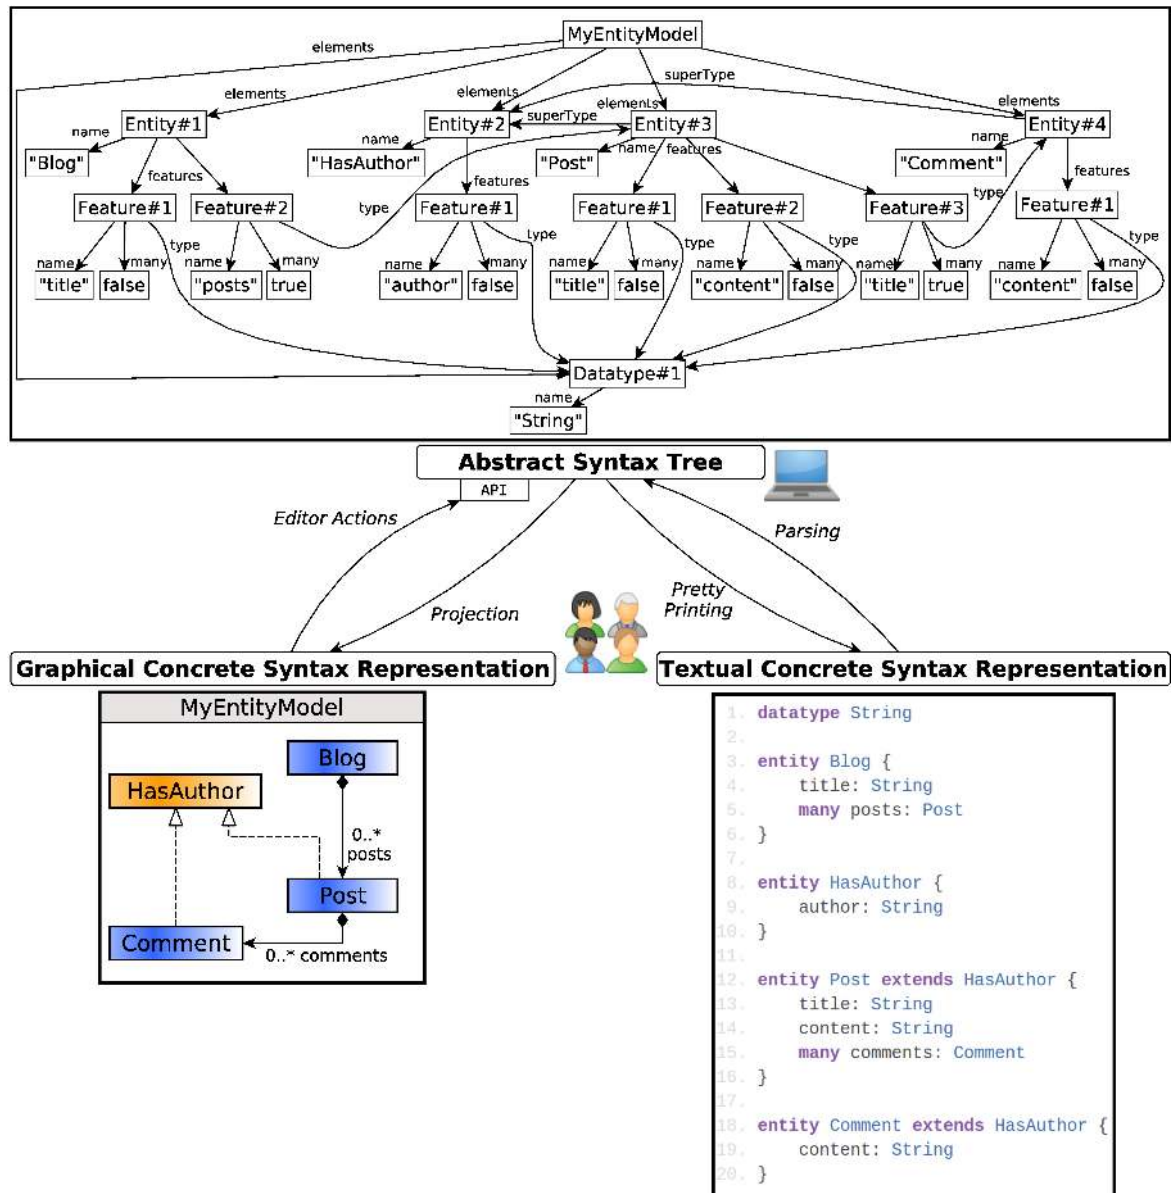 MyEntityModel
elements
superType
elements
elements
elements
superType
elements
Entity#1
Entity#2
Entity#3
Entity#4
name
name
name
features
name
"Blog"
"HasAuthor"
"Post"
"Comment"
features
features
features
type
type
Feature#1
Feature#2
Feature#1
Feature#1
Feature#2
Feature#3
Feature#1
type
type
type
type
type
name
many
name
many
name
many
name
many
name
many
name
many
name
many
"title"
false
"posts"
true
"author"
false
"title"
false
"content"
false
"title"
true
"content"
false
Datatype#1
name
"String"
Abstract Syntax Tree
API
Editor Actions
Parsing
Projection
Pretty
Printing
Graphical Concrete Syntax Representation
Textual Concrete Syntax Representation
MyEntityModel
Blog
HasAuthor
0..*
posts
Post
Comment
0..* comments
1. datatype String
2.
3. entity Blog {
4. title: String
5. many posts: Post
6. }
7.
8. entity HasAuthor {
9. author: String
10. }
11.
12. entity Post extends HasAuthor {
13. title: String
14. content: String
15. many comments: Comment
16. }
17.
18. entity Comment extends HasAuthor {
19. content: String
20. }